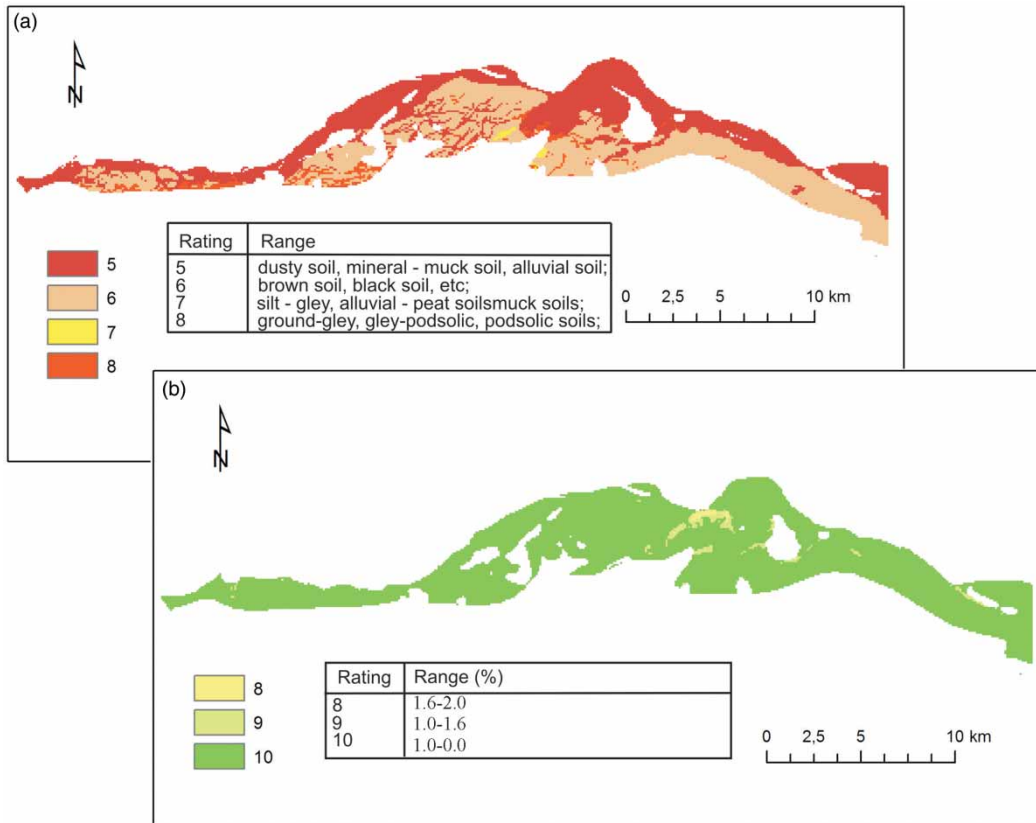 (a)
N
5
6
7
8
Rating Range
5 dusty soil, mineral - muck soil, alluvial soil;
6 brown soil, black soil, etc;
7 silt - gley, alluvial - peat soilsmuck soils;
8 ground-gley, gley-podsolic, podsolic soils;
0 2,5 5 10 km
(b)
N
8
9
10
Rating Range (%)
8 1.6-2.0
9 1.0-1.6
10 1.0-0.0
0 2,5 5 10 km